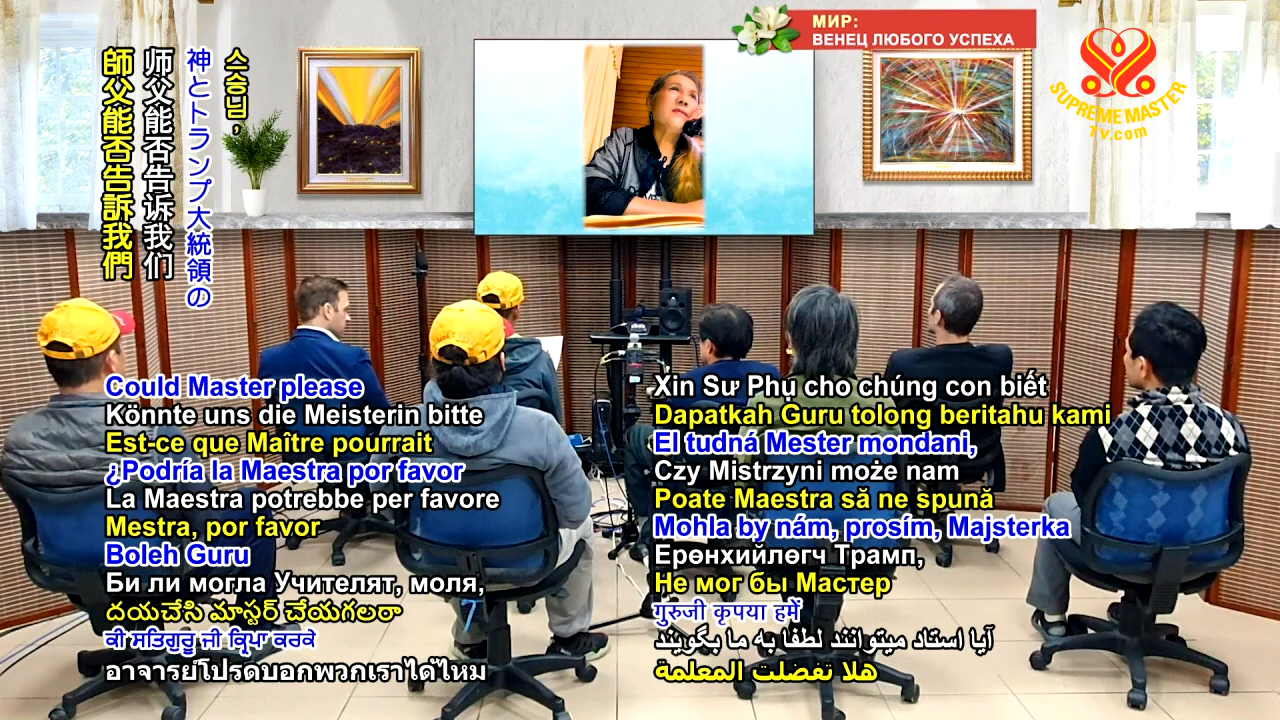 МИР:
ВЕНЕЦ ЛЮБОГО УСПЕХА
SUPREME MASTER
TV.com
스승님,
神とトランプ大統領の
师父能否告诉我们
師父能否告訴我們
Could Master please
Könnte uns die Meisterin bitte
Est-ce que Maître pourrait
¿Podría la Maestra por favor
La Maestra potrebbe per favore
Mestra, por favor
Boleh Guru
Би ли могла Учителят, моля,
దయచేసి మాస్టర్ చేయగలరా
ਕੀ ਸਤਿਗੁਰੂ ਜੀ ਕ੍ਰਿਪਾ ਕਰਕੇ
อาจารย์โปรดบอกพวกเราได้ไหม
Xin Sư Phụ cho chúng con biết
Dapatkah Guru tolong beritahu kami
El tudná Mester mondani,
Czy Mistrzyni może nam
Poate Maestra să ne spună
Mohla by nám, prosím, Majsterka
Ерөнхийлөгч Трамп,
Не мог бы Мастер
गुरुजी कृपया हमें
آیا استاد میتوانند لطفا به ما بگویند
هلا تفضلت المعلمة